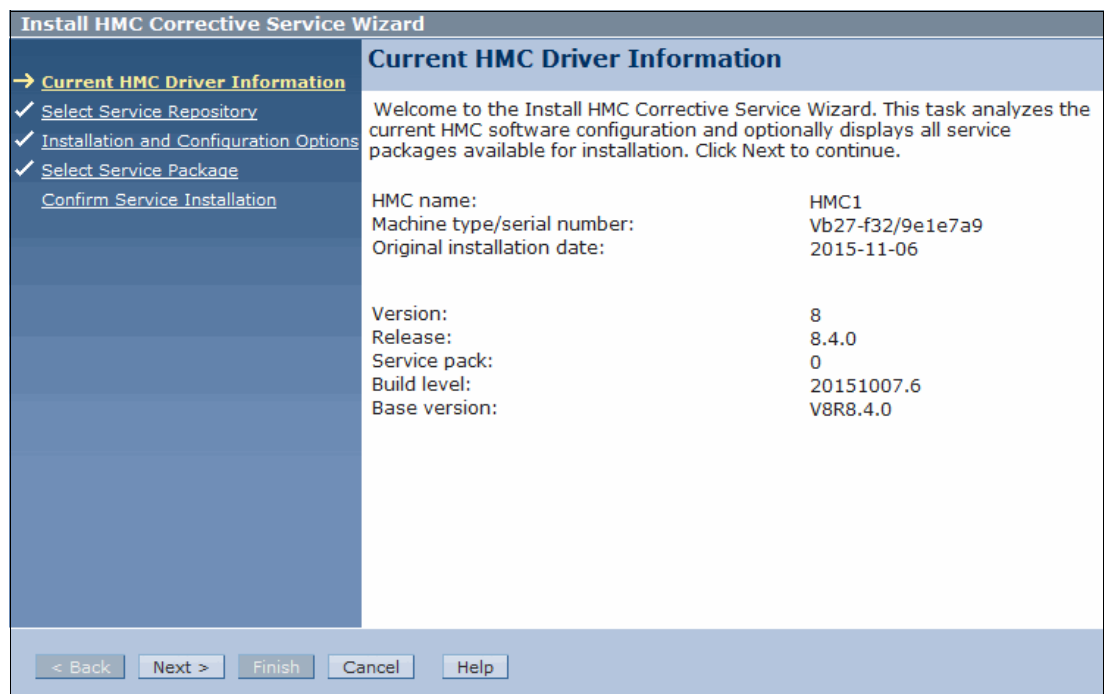 Install HMC Corrective Service Wizard
Current HMC Driver Information
Select Service Repository
Installation and Configuration Options
Select Service Package
Confirm Service Installation
Current HMC Driver Information
Welcome to the Install HMC Corrective Service Wizard. This task analyzes the
current HMC software configuration and optionally displays all service
packages available for installation. Click Next to continue.
HMC name: HMC1
Machine type/serial number: Vb27-f32/9e1e7a9
Original installation date: 2015-11-06
Version: 8
Release: 8.4.0
Service pack: 0
Build level: 20151007.6
Base version: V8R8.4.0
< Back Next > Finish Cancel Help